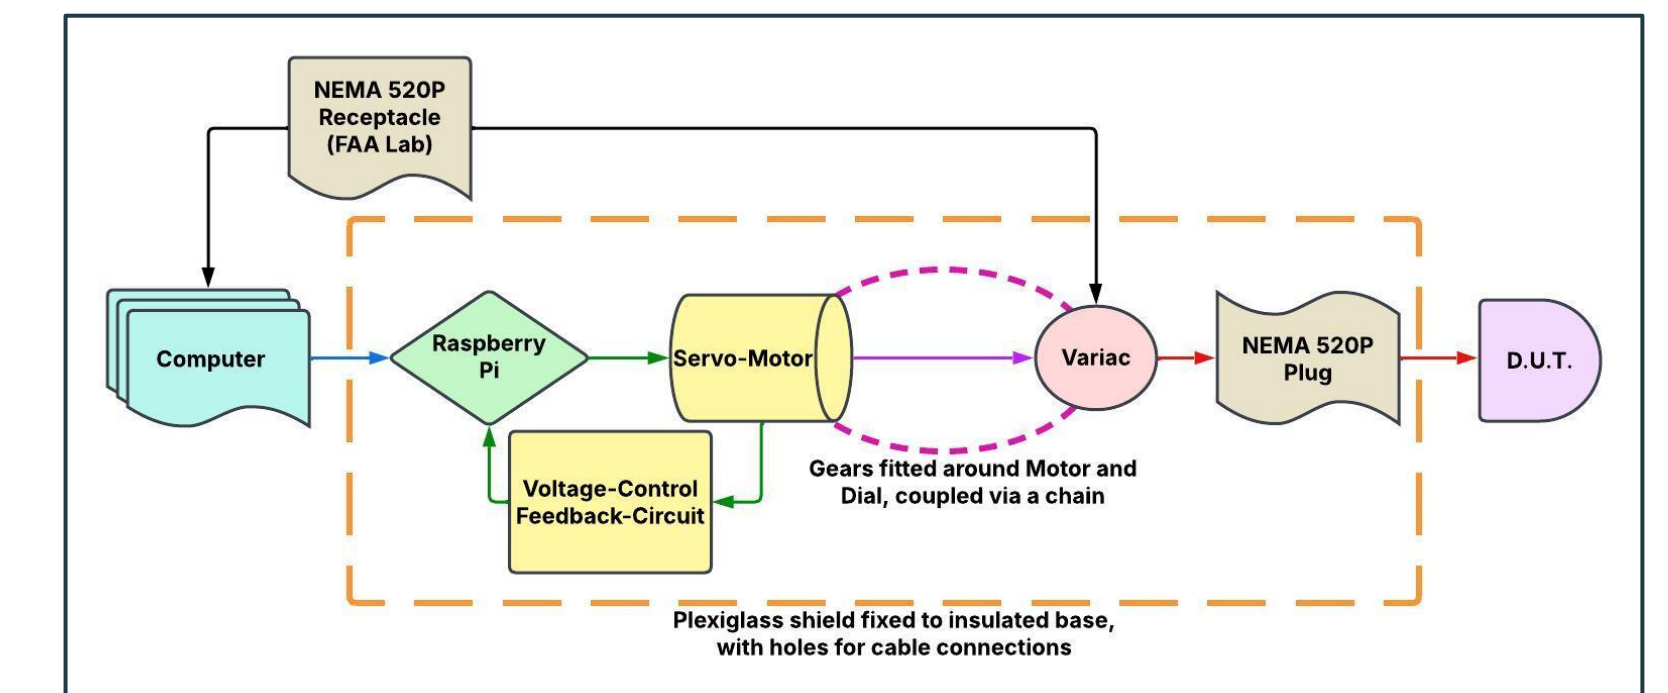 NEMA 520P
Receptacle
(FAA Lab)
Computer
Raspberry
Pi
Servo-Motor
Variac
NEMA 520P
Plug
D.U.T.
Voltage-Control
Feedback-Circuit
Gears fitted around Motor and
Dial, coupled via a chain
Plexiglass shield fixed to insulated base,
with holes for cable connections